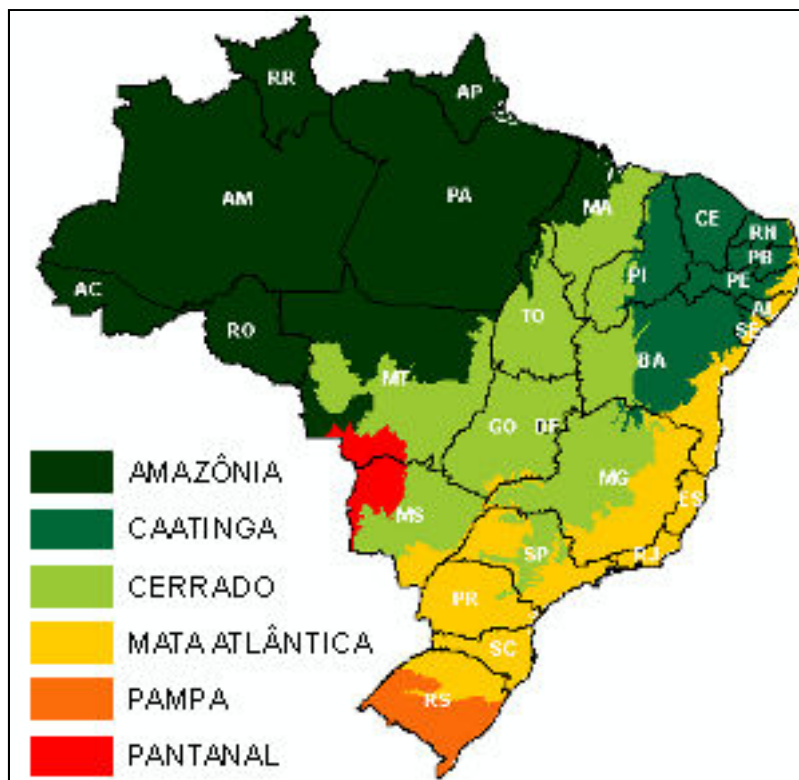 RR
AP
AM
PA
MA
CE
RN
PB
PE
PI
AC
AL
TO
SE
RO
BA
MT
GO
DF
MG
ES
MS
SP
RJ
PR
SC
RS
AMAZÔNIA
CAATINGA
CERRADO
MATA ATLÂNTICA
PAMPA
PANTANAL